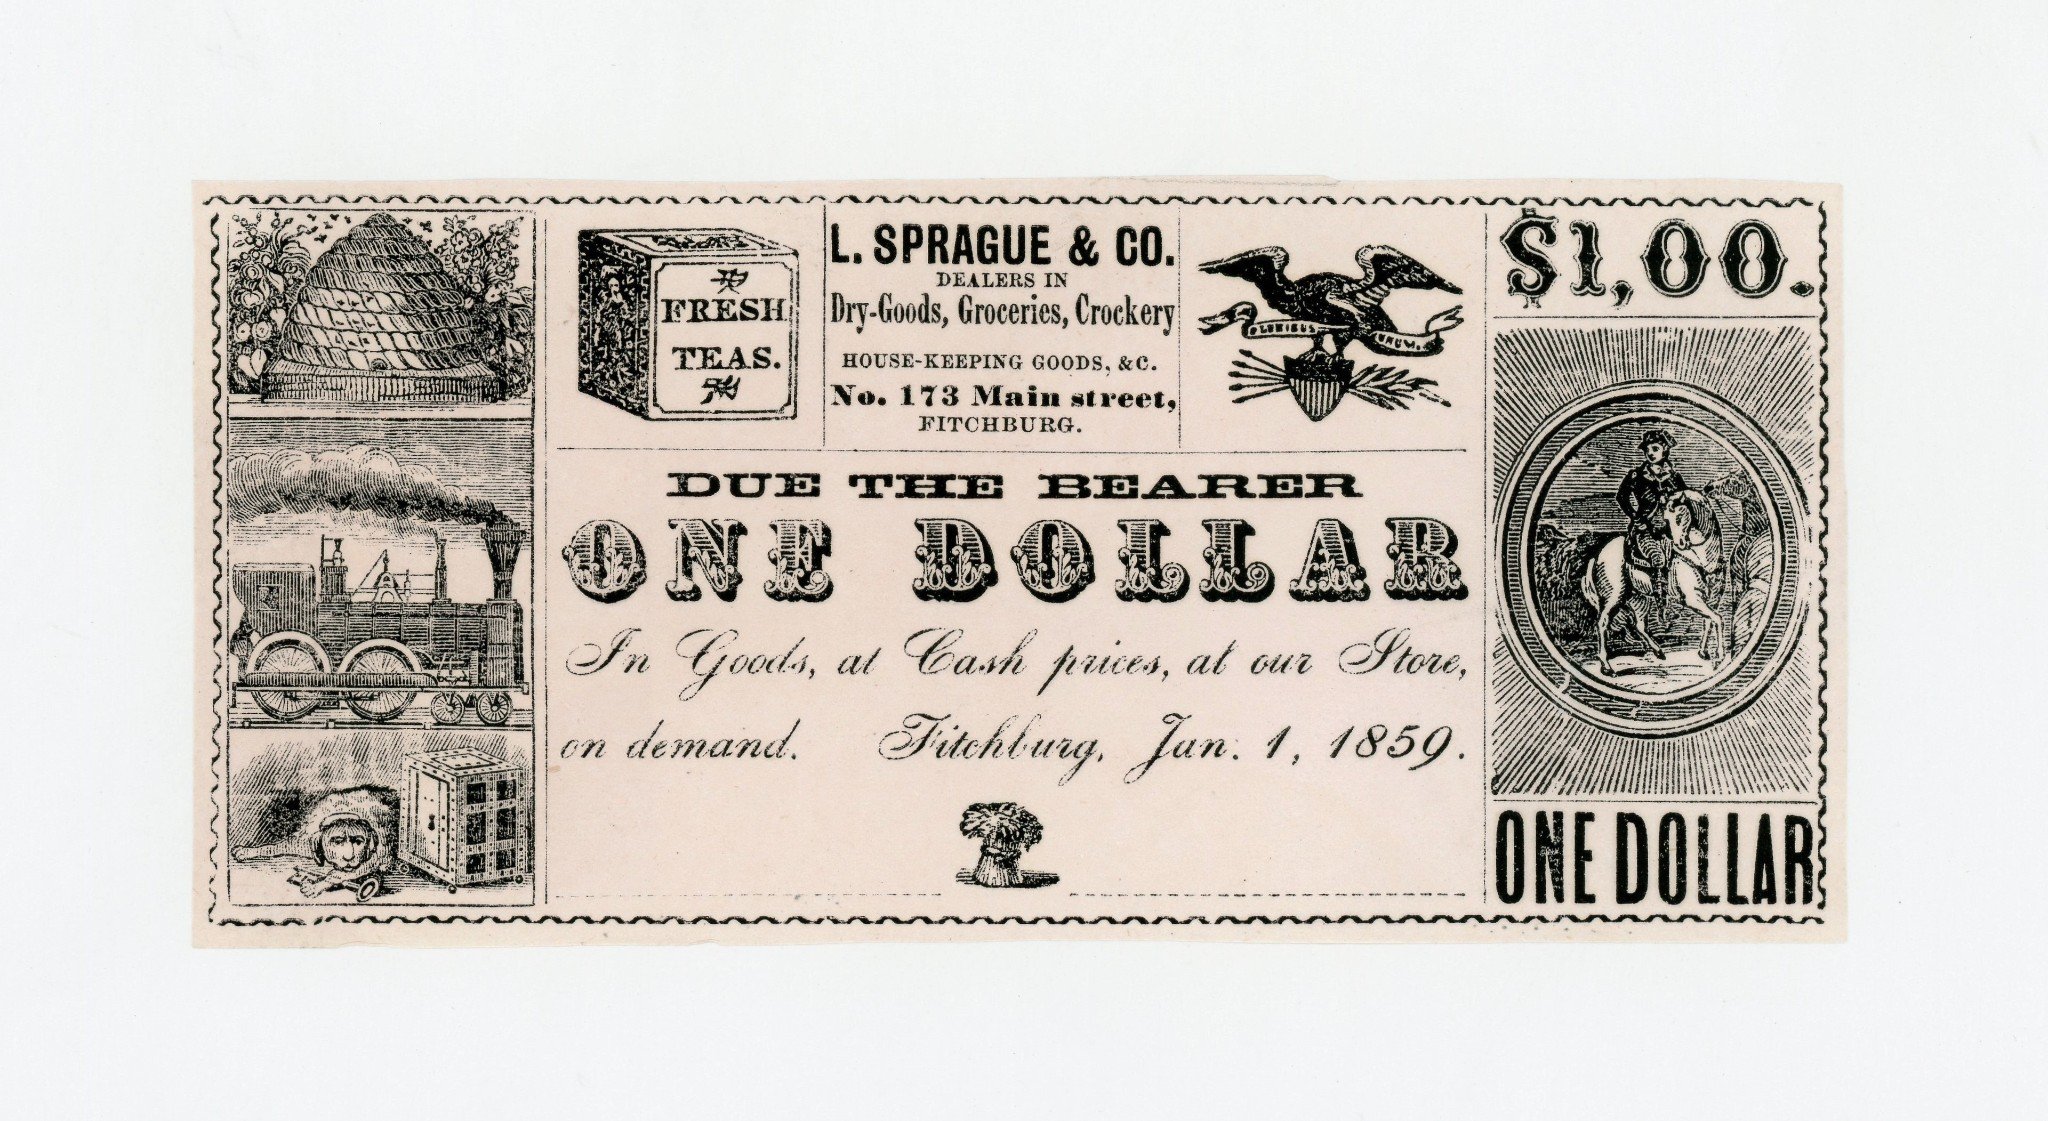 FRESH
TEAS.
L. SPRAGUE & CO.
DEALERS IN
Dry-Goods, Groceries, Crockery
HOUSE-KEEPING GOODS, &C.
No. 173 Main street,
FITCHBURG.
PLURIBUS UNUM.
$1,00.
DUE THE BEARER
ONE DOLLAR
In Goods, at Cash prices, at our Store,
on demand. Fitchburg, Jan. 1, 1859.
ONE DOLLAR